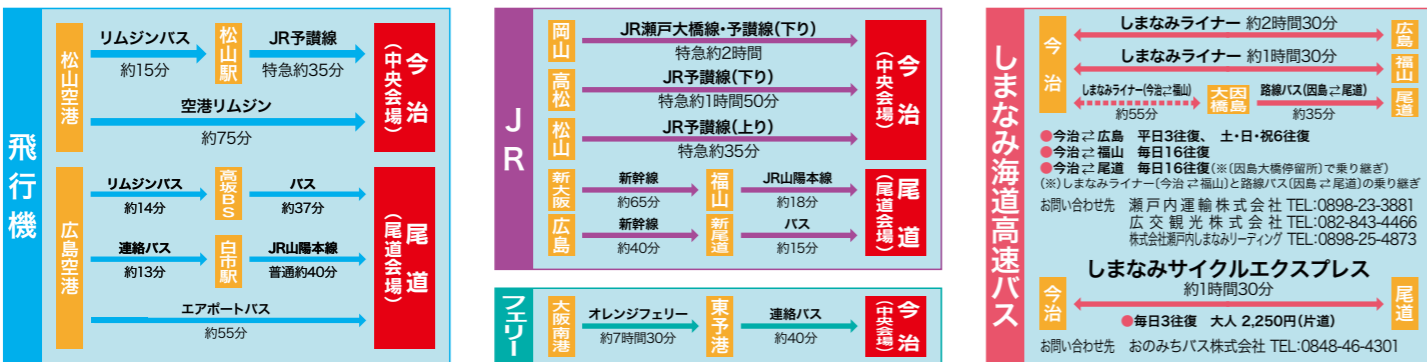 飛行機
松山空港
リムジンバス
約15分
松山駅
JR予讃線
特急約35分
空港リムジン
約75分
今治
(中央会場)
広島空港
リムジンバス
約14分
高坂BS
バス
約37分
連絡バス
約13分
白市駅
JR山陽本線
普通約40分
エアポートバス
約55分
尾道
(尾道会場)
JR
岡山
JR瀬戸大橋線・予讃線(下り)
特急約2時間
高松
JR予讃線(下り)
特急約1時間50分
松山
JR予讃線(上り)
特急約35分
今治
(中央会場)
新大阪
新幹線
約65分
福山
JR山陽本線
約18分
広島
新幹線
約40分
新尾道
バス
約15分
尾道
(尾道会場)
フェリー
大阪南港
オレンジフェリー
約7時間30分
東予港
連絡バス
約40分
今治
(中央会場)
しまなみ海道高速バス
今治
しまなみライナー 約2時間30分
広島
しまなみライナー 約1時間30分
福山
しまなみライナー(今治⇄福山)
約55分
因島大橋
路線バス(因島⇄尾道)
約35分
尾道
●今治⇄広島 平日3往復、 土・日・祝6往復
●今治⇄福山 毎日16往復
●今治⇄尾道 毎日16往復(※〔因島大橋停留所〕で乗り継ぎ)
(※)しまなみライナー〔今治⇄福山〕と路線バス〔因島⇄尾道〕の乗り継ぎ
お問い合わせ先 瀬戸内運輸株式会社 TEL:0898-23-3881
広交観光株式会社 TEL:082-843-4466
株式会社瀬戸内しまなみリーディング TEL:0898-25-4873
しまなみサイクルエクスプレス
今治
約1時間30分
尾道
●毎日3往復 大人 2,250円(片道)
お問い合わせ先 おのみちバス株式会社 TEL:0848-46-4301